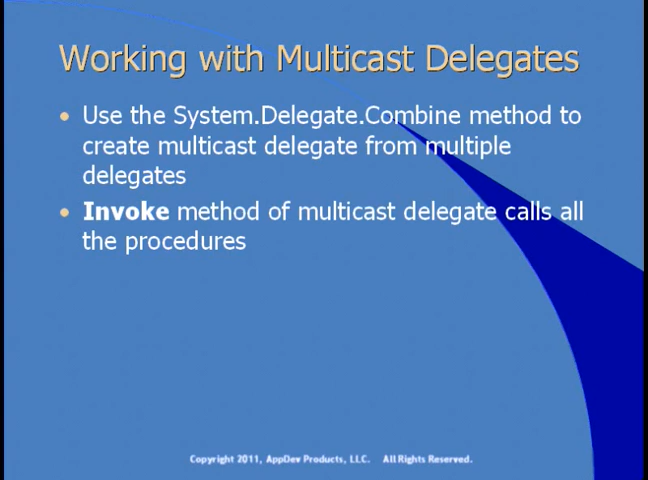 Working with Multicast Delegates
• Use the System.Delegate.Combine method to
create multicast delegate from multiple
delegates
• Invoke method of multicast delegate calls all
the procedures
Copyright 2011, AppDev Products, LLC. All Rights Reserved.